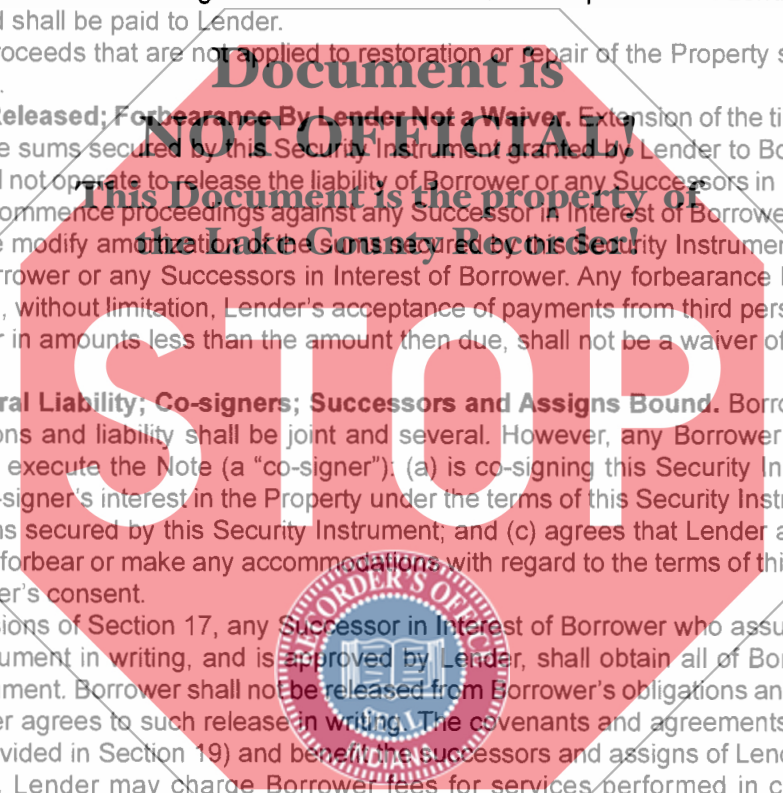 shall be paid to Lender.
roceeds that are not applied to restoration or repair of the Property s
Document is
Released; Forbearance By Lender Not a Waiver. Extension of the ti
NOT OFFICIAL!
e sums secured by this Security Instrument granted by Lender to Bo
not operate to release the liability of Borrower or any Successors in
This Document is the property of
ommence proceedings against any Successor in Interest of Borrowe
the Lake County Recorder!
e modify amortization of the sums secured by this Security Instrumen
rrower or any Successors in Interest of Borrower. Any forbearance
, without limitation, Lender's acceptance of payments from third pers
r in amounts less than the amount then due, shall not be a waiver of
STOP
ral Liability; Co-signers; Successors and Assigns Bound. Borro
ons and liability shall be joint and several. However, any Borrower
execute the Note (a "co-signer"): (a) is co-signing this Security In
-signer's interest in the Property under the terms of this Security Inst
ns secured by this Security Instrument; and (c) agrees that Lender a
forbear or make any accommodations with regard to the terms of thi
er's consent.
RECORDER'S OFFICE
sions of Section 17, any Successor in Interest of Borrower who assu
ument in writing, and is approved by Lender, shall obtain all of Bor
ument. Borrower shall not be released from Borrower's obligations an
er agrees to such release in writing. The covenants and agreements
SEAL
INDIANA
vided in Section 19) and benefit the successors and assigns of Lend
Lender may charge Borrower fees for services performed in c